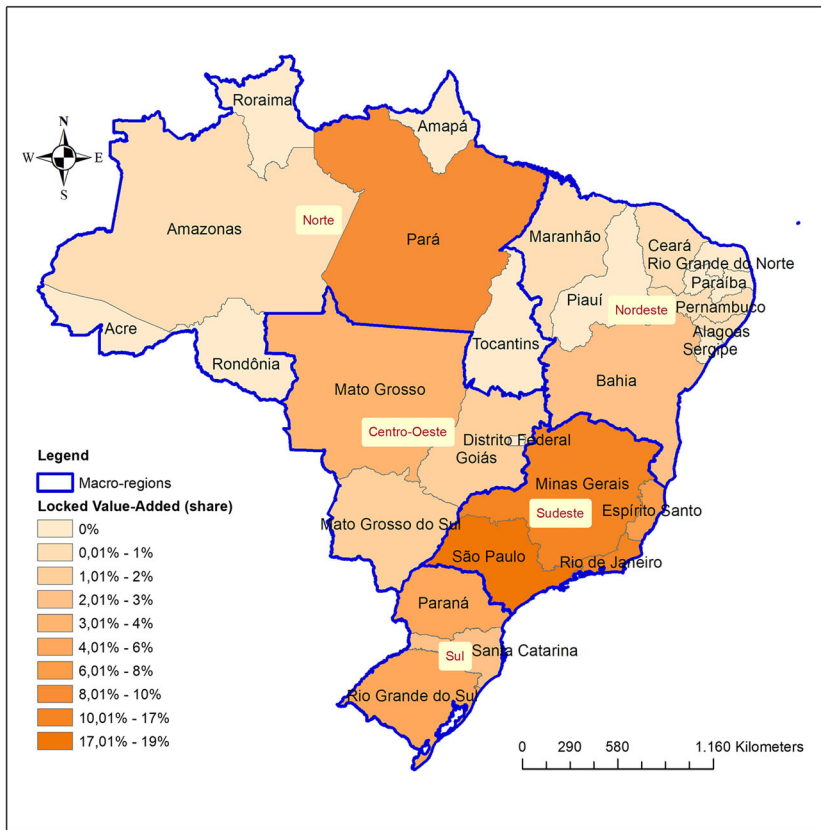 Roraima
Amapá
N
W
E
S
Amazonas
Norte
Pará
Maranhão
Ceará
Rio Grande do Norte
Paraíba
Piauí
Nordeste
Pernambuco
Acre
Alagoas
Tocantins
Sergipe
Rondônia
Mato Grosso
Bahia
Centro-Oeste
Distrito Federal
Goiás
Minas Gerais
Sudeste
Espírito Santo
Mato Grosso do Sul
São Paulo
Rio de Janeiro
Paraná
Santa Catarina
Sul
Rio Grande do Sul
Legend
Macro-regions
Locked Value-Added (share)
0%
0,01% - 1%
1,01% - 2%
2,01% - 3%
3,01% - 4%
4,01% - 6%
6,01% - 8%
8,01% - 10%
10,01% - 17%
17,01% - 19%
0 290 580 1.160 Kilometers